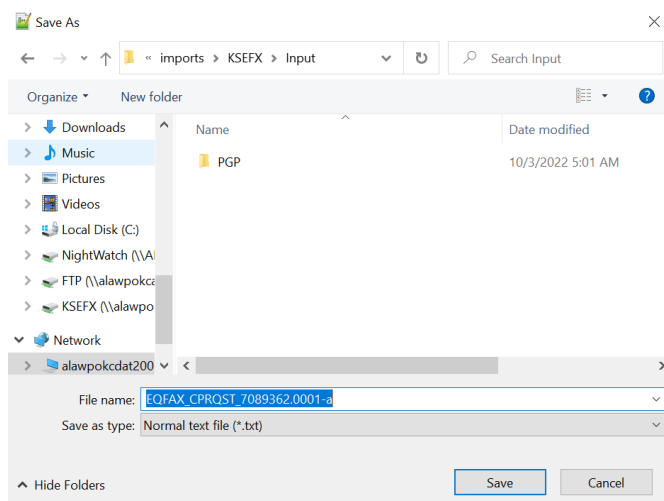 Save As
« imports > KSEFX > Input
Search Input
Organize
New folder
Name
Date modified
Downloads
Music
PGP
10/3/2022 5:01 AM
Pictures
Videos
Local Disk (C:)
NightWatch (\\Al
FTP (\\alawpokca
KSEFX (\\alawpo
Network
alawpokcdat200
File name: EQFAX_CPRQST_7089362.0001-a
Save as type: Normal text file (*.txt)
Hide Folders
Save
Cancel